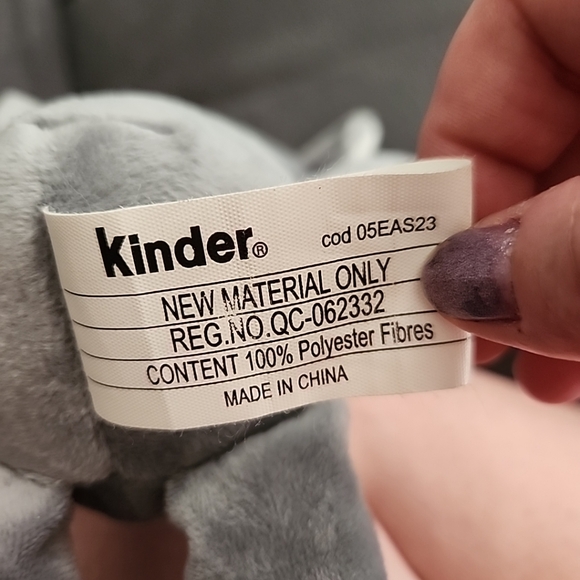 kinder®
cod 05EAS23
NEW MATERIAL ONLY
REG.NO.QC-062332
CONTENT 100% Polyester Fibres
MADE IN CHINA